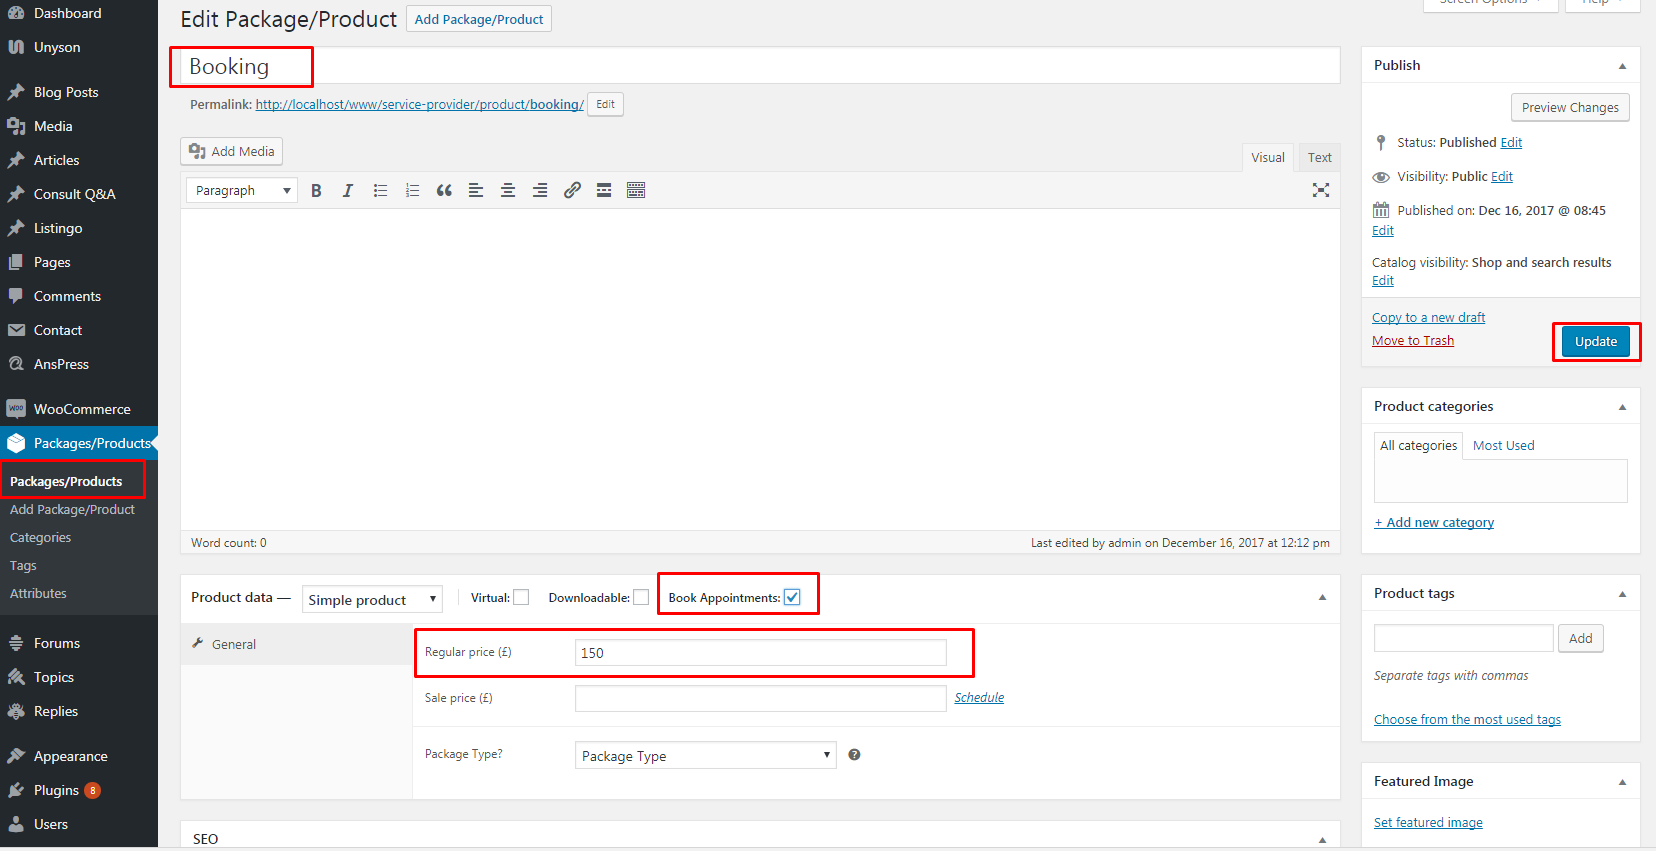 Dashboard
Unyson
Blog Posts
Media
Articles
Consult Q&A
Listingo
Pages
Comments
Contact
AnsPress
WooCommerce
Packages/Products
Packages/Products
Add Package/Product
Categories
Tags
Attributes
Forums
Topics
Replies
Appearance
Plugins 8
Users
Screen Options
Help
Edit Package/Product Add Package/Product
Booking
Permalink: http://localhost/www/service-provider/product/booking/ Edit
Add Media
Visual Text
Paragraph
Word count: 0 Last edited by admin on December 16, 2017 at 12:12 pm
Product data — Simple product Virtual: Downloadable: Book Appointments:
General
Regular price (£) 150
Sale price (£) Schedule
Package Type? Package Type
SEO
Publish
Preview Changes
Status: Published Edit
Visibility: Public Edit
Published on: Dec 16, 2017 @ 08:45
Edit
Catalog visibility: Shop and search results
Edit
Copy to a new draft
Move to Trash
Update
Product categories
All categories Most Used
+ Add new category
Product tags
Add
Separate tags with commas
Choose from the most used tags
Featured Image
Set featured image